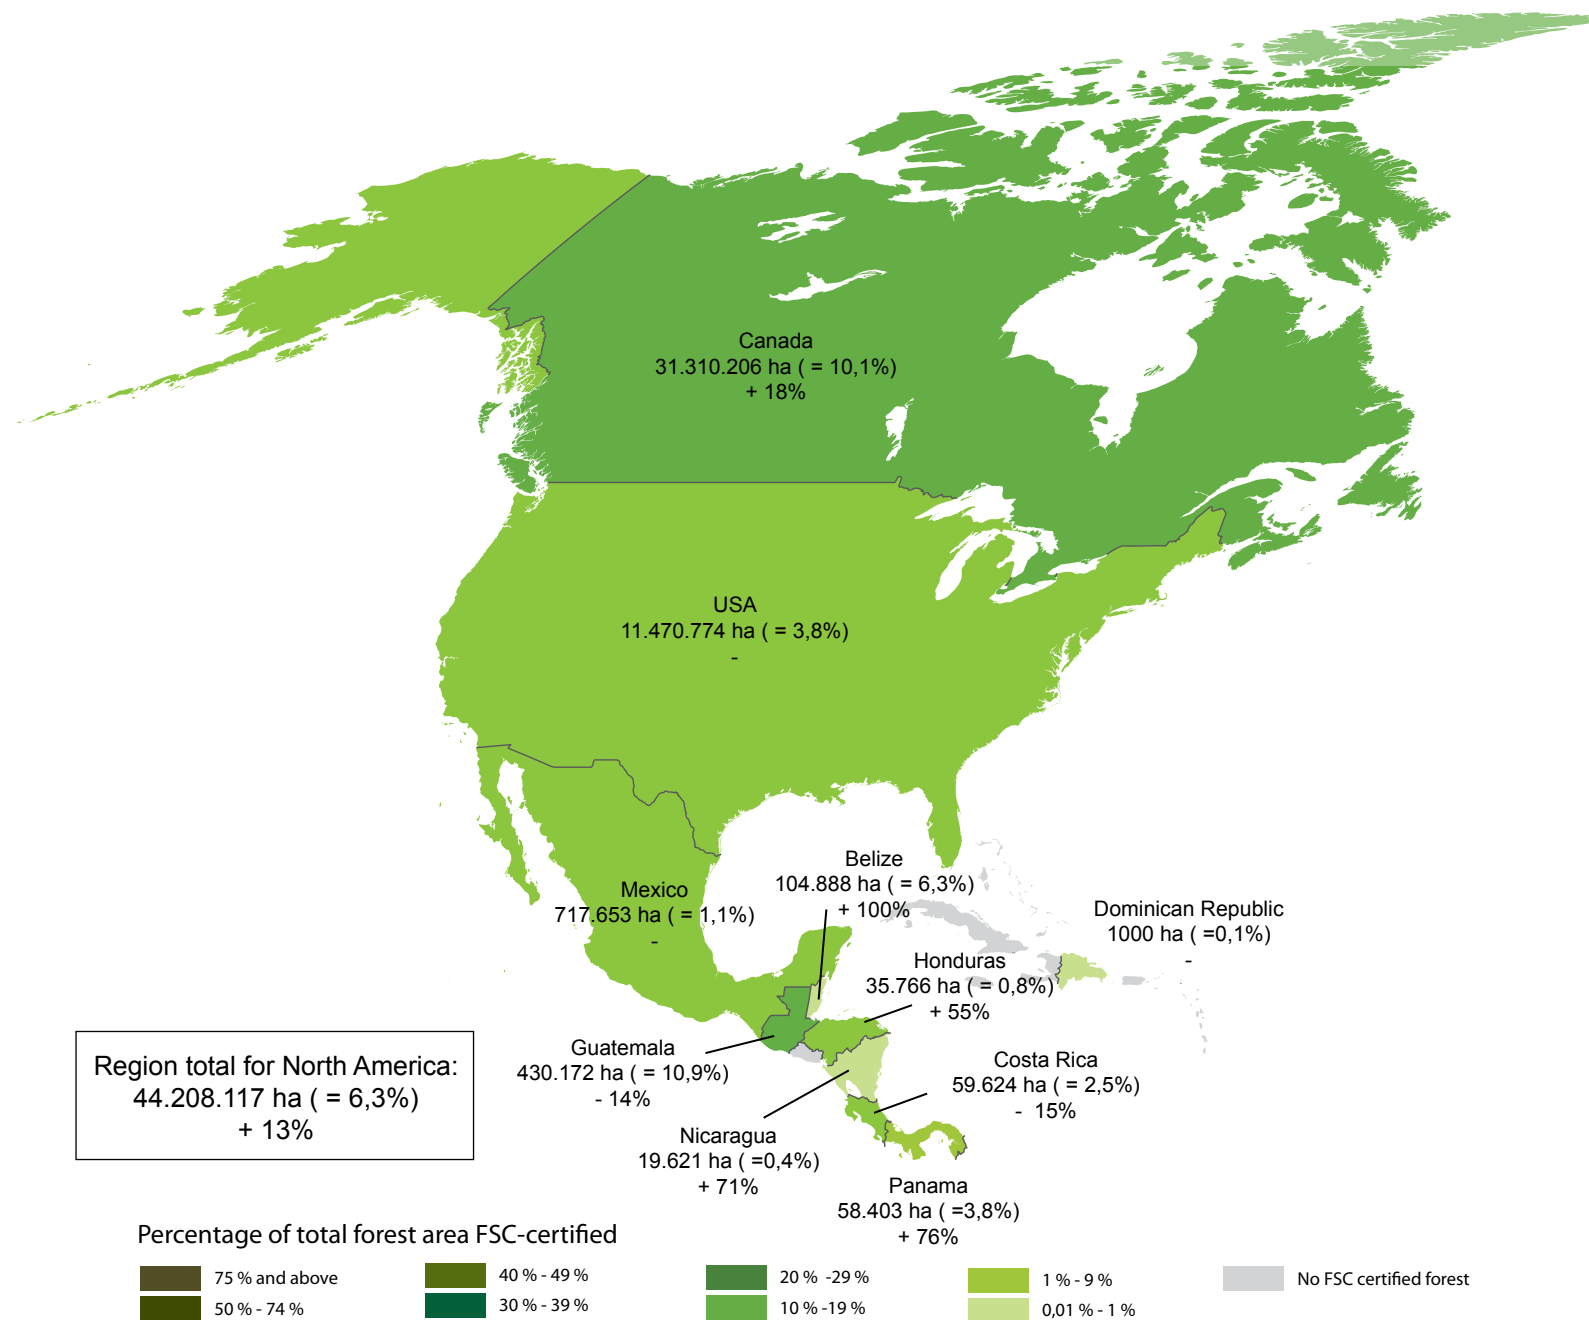 Canada
31.310.206 ha ( = 10,1%)
+ 18%
USA
11.470.774 ha ( = 3,8%)
-
Mexico
717.653 ha ( = 1,1%)
-
Belize
104.888 ha ( = 6,3%)
+ 100%
Dominican Republic
1000 ha ( =0,1%)
-
Honduras
35.766 ha ( = 0,8%)
+ 55%
Guatemala
430.172 ha ( = 10,9%)
- 14%
Costa Rica
59.624 ha ( = 2,5%)
- 15%
Nicaragua
19.621 ha ( =0,4%)
+ 71%
Panama
58.403 ha ( =3,8%)
+ 76%
Region total for North America:
44.208.117 ha ( = 6,3%)
+ 13%
Percentage of total forest area FSC-certified
75 % and above
50 % - 74 %
40 % - 49 %
30 % - 39 %
20 % -29 %
10 % -19 %
1 % - 9 %
0,01 % - 1 %
No FSC certified forest